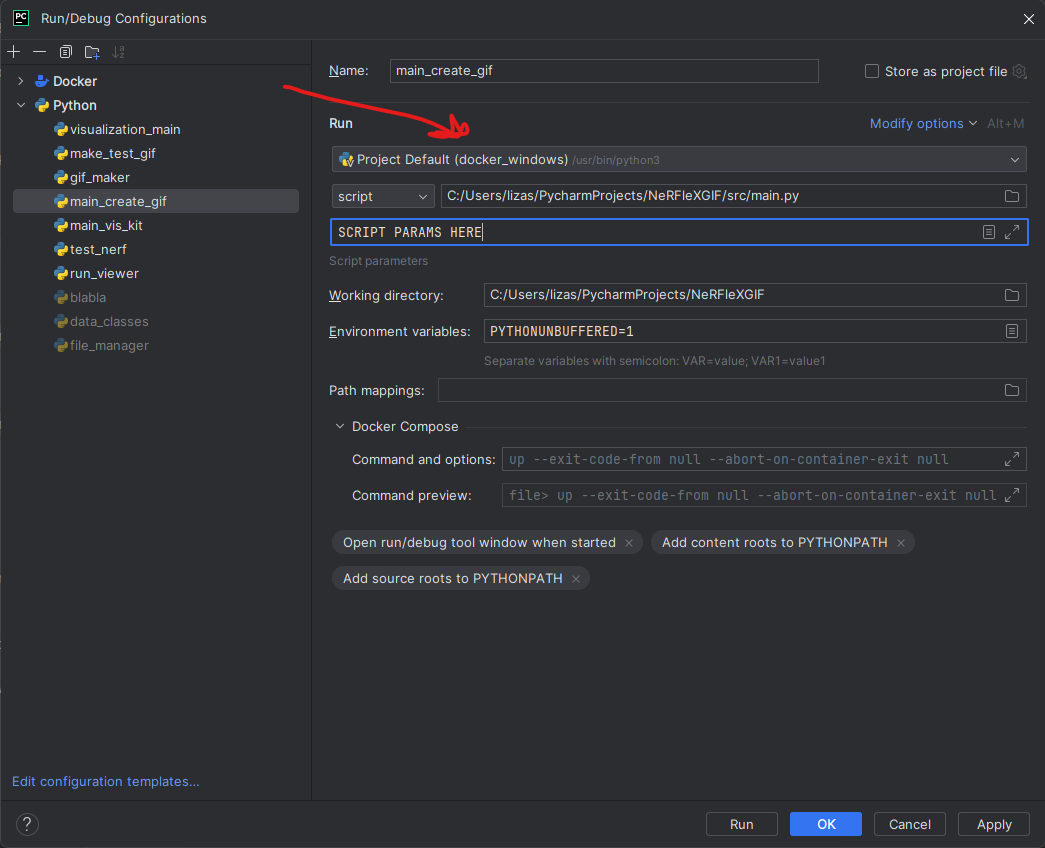 PC Run/Debug Configurations
Docker
Python
visualization_main
make_test_gif
gif_maker
main_create_gif
main_vis_kit
test_nerf
run_viewer
blabla
data_classes
file_manager
Edit configuration templates...
Name: main_create_gif Store as project file
Run Modify options Alt+M
Project Default (docker_windows) /usr/bin/python3
script C:/Users/lizas/PycharmProjects/NeRFleXGIF/src/main.py
SCRIPT PARAMS HERE
Script parameters
Working directory: C:/Users/lizas/PycharmProjects/NeRFleXGIF
Environment variables: PYTHONUNBUFFERED=1
Separate variables with semicolon: VAR=value; VAR1=value1
Path mappings:
Docker Compose
Command and options: up --exit-code-from null --abort-on-container-exit null
Command preview: file> up --exit-code-from null --abort-on-container-exit null
Open run/debug tool window when started Add content roots to PYTHONPATH
Add source roots to PYTHONPATH
? Run OK Cancel Apply